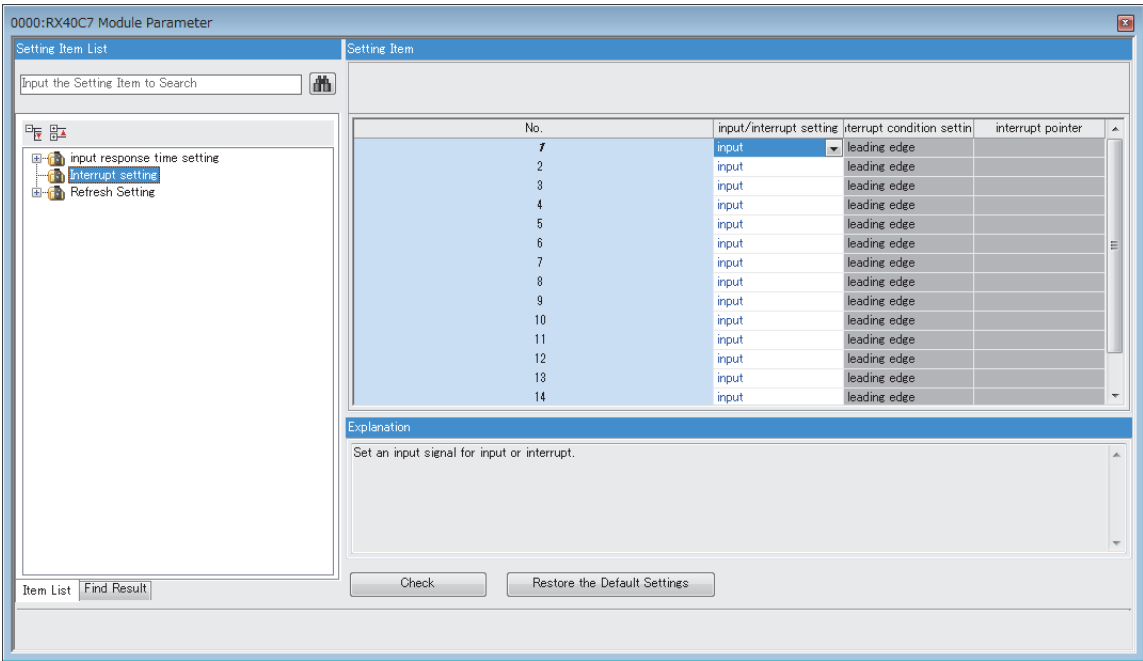 0000:RX40C7 Module Parameter
Setting Item List
Setting Item
Input the Setting Item to Search
input response time setting
Interrupt setting
Refresh Setting
No. input/interrupt setting iterrupt condition settin interrupt pointer
1 input leading edge
2 input leading edge
3 input leading edge
4 input leading edge
5 input leading edge
6 input leading edge
7 input leading edge
8 input leading edge
9 input leading edge
10 input leading edge
11 input leading edge
12 input leading edge
13 input leading edge
14 input leading edge
Explanation
Set an input signal for input or interrupt.
Item List Find Result
Check Restore the Default Settings